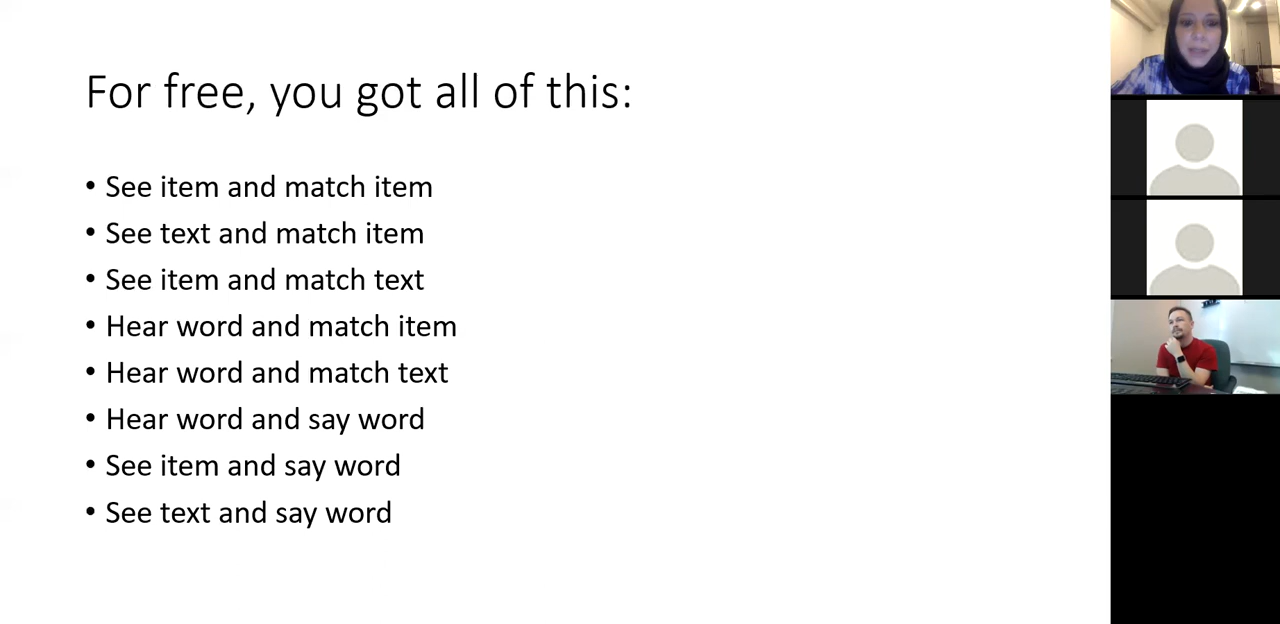 For free, you got all of this:
• See item and match item
• See text and match item
• See item and match text
• Hear word and match item
• Hear word and match text
• Hear word and say word
• See item and say word
• See text and say word